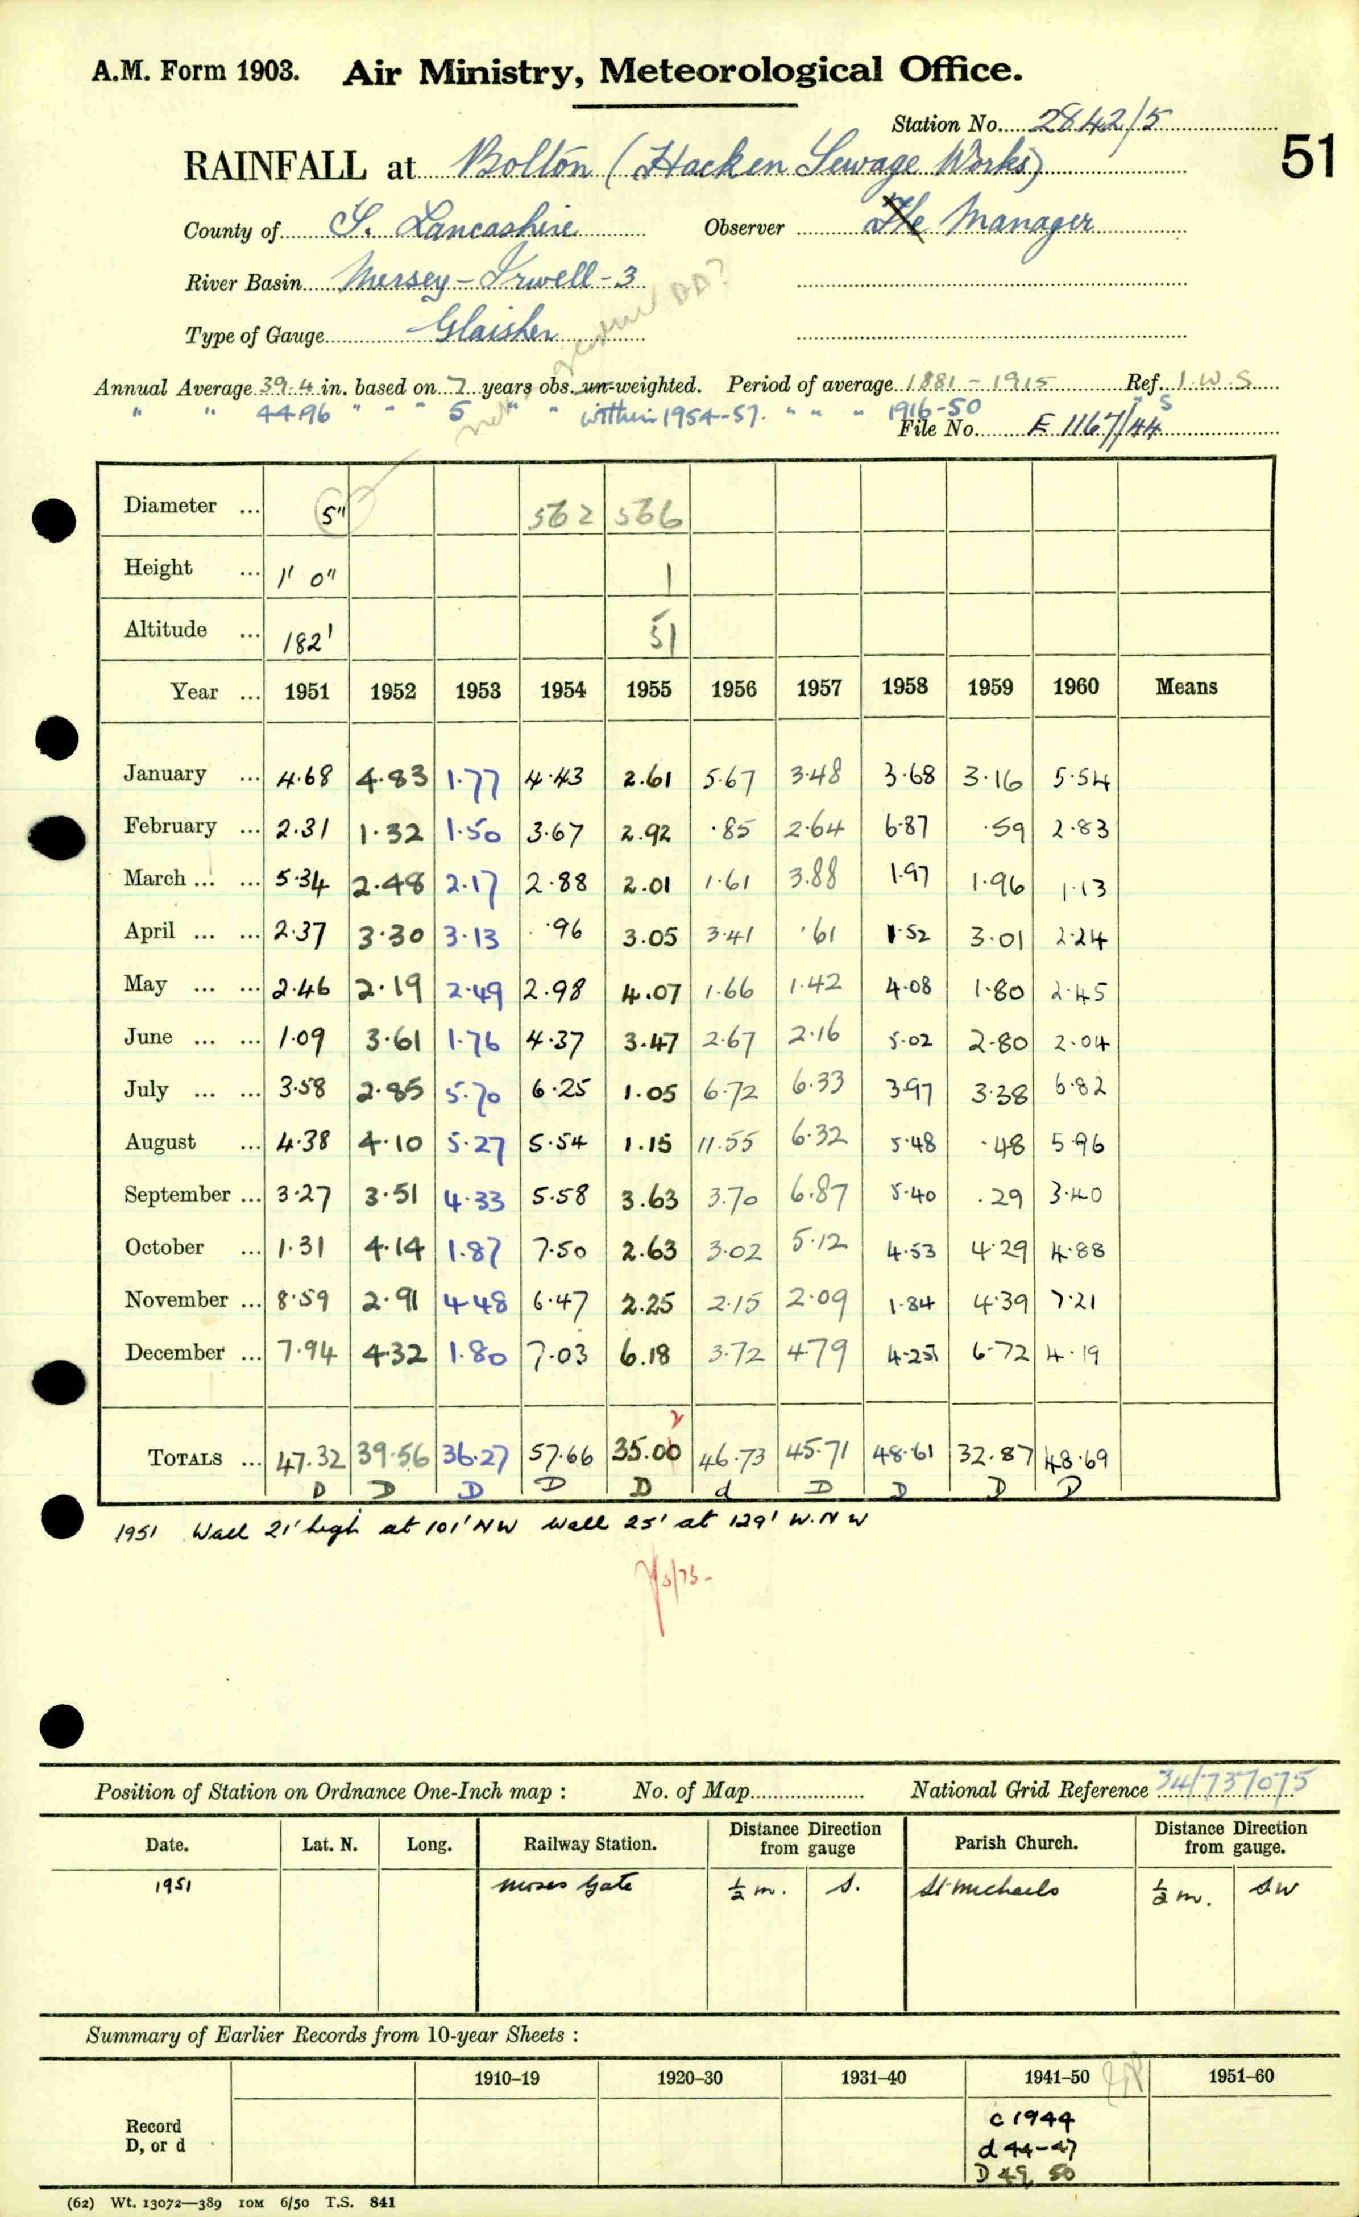 A.M. Form 1903. Air Ministry, Meteorological Office.
Station No. 2842/5
51
RAINFALL at Bolton (Hacken Sewage Works)
County of S. Lancashire Observer The Manager
River Basin Mersey-Irwell-3
Type of Gauge Glaisher
Annual Average 39.4 in. based on 7 years obs. un-weighted. Period of average 1881-1915 Ref. I.W.S
" " 44.96 " " " 5 " " within 1954-57. " " " 1916-50 " S
File No. E 1167/44
Diameter ... 5" 562 566
Height ... 1' 0" 1
Altitude ... 182' 51
Year ... 1951 1952 1953 1954 1955 1956 1957 1958 1959 1960 Means
January ... 4.68 4.83 1.77 4.43 2.61 5.67 3.48 3.68 3.16 5.54
February ... 2.31 1.32 1.50 3.67 2.92 .85 2.64 6.87 .59 2.83
March ... ... 5.34 2.48 2.17 2.88 2.01 1.61 3.88 1.97 1.96 1.13
April ... ... 2.37 3.30 3.13 .96 3.05 3.41 .61 1.52 3.01 2.24
May ... ... 2.46 2.19 2.49 2.98 4.07 1.66 1.42 4.08 1.80 2.45
June ... ... 1.09 3.61 1.76 4.37 3.47 2.67 2.16 5.02 2.80 2.04
July ... ... 3.58 2.85 5.70 6.25 1.05 6.72 6.33 3.97 3.38 6.82
August ... 4.38 4.10 5.27 5.54 1.15 11.55 6.32 5.48 .48 5.96
September ... 3.27 3.51 4.33 5.58 3.63 3.70 6.87 5.40 .29 3.40
October ... 1.31 4.14 1.87 7.50 2.63 3.02 5.12 4.53 4.29 4.88
November ... 8.59 2.91 4.48 6.47 2.25 2.15 2.09 1.84 4.39 7.21
December ... 7.94 4.32 1.80 7.03 6.18 3.72 4.79 4.25 6.72 4.19
2
TOTALS ... 47.32 39.56 36.27 57.66 35.00 46.73 45.71 48.61 32.87 48.69
D D D D D d D D D D
1951 Wall 21' high at 101' NW Wall 25' at 129' W.N W
Position of Station on Ordnance One-Inch map : No. of Map National Grid Reference 34/737075
Date. Lat. N. Long. Railway Station. Distance from Direction gauge Parish Church. Distance from Direction gauge.
1951 Moses Gate ½ m. S. St Michaels ½ m. SW
Summary of Earlier Records from 10-year Sheets :
1910-19 1920-30 1931-40 1941-50 1951-60
Record
D, or d
c 1944
d 44-47
D 49, 50
(62) Wt. 13072—389 10M 6/50 T.S. 841